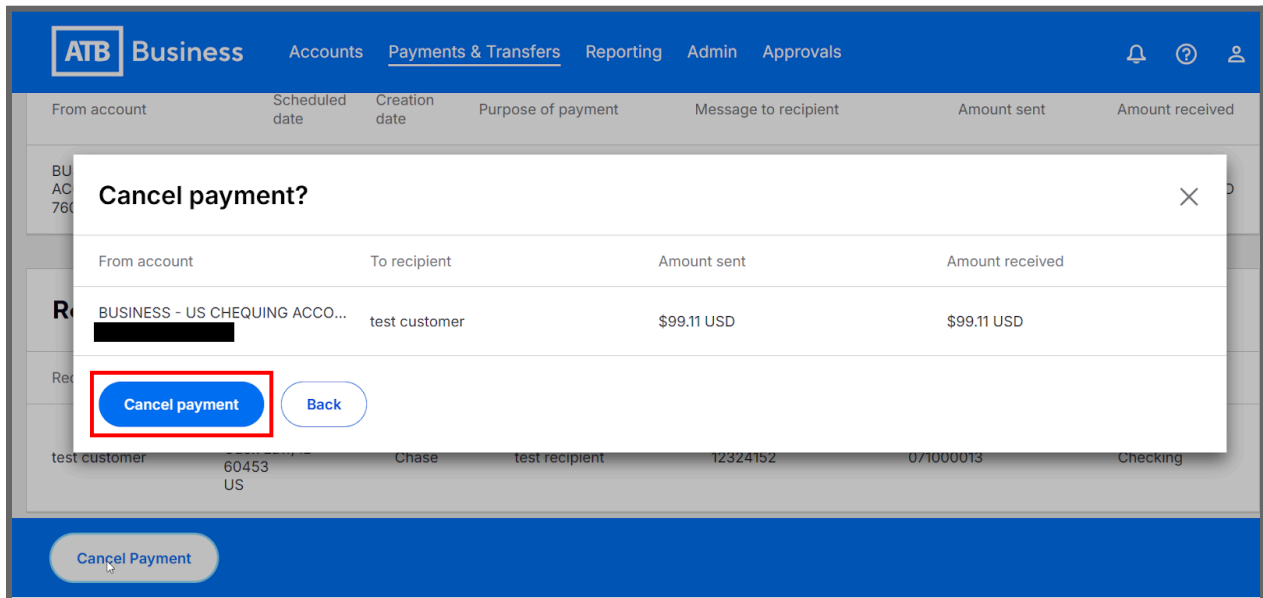 ATB Business Accounts Payments & Transfers Reporting Admin Approvals
From account Scheduled date Creation date Purpose of payment Message to recipient Amount sent Amount received
BU
AC
760
Cancel payment?
From account To recipient Amount sent Amount received
BUSINESS - US CHEQUING ACCO... test customer $99.11 USD $99.11 USD
Cancel payment Back
test customer 60453 Chase test recipient 12324152 071000013 Checking
US
Cancel Payment